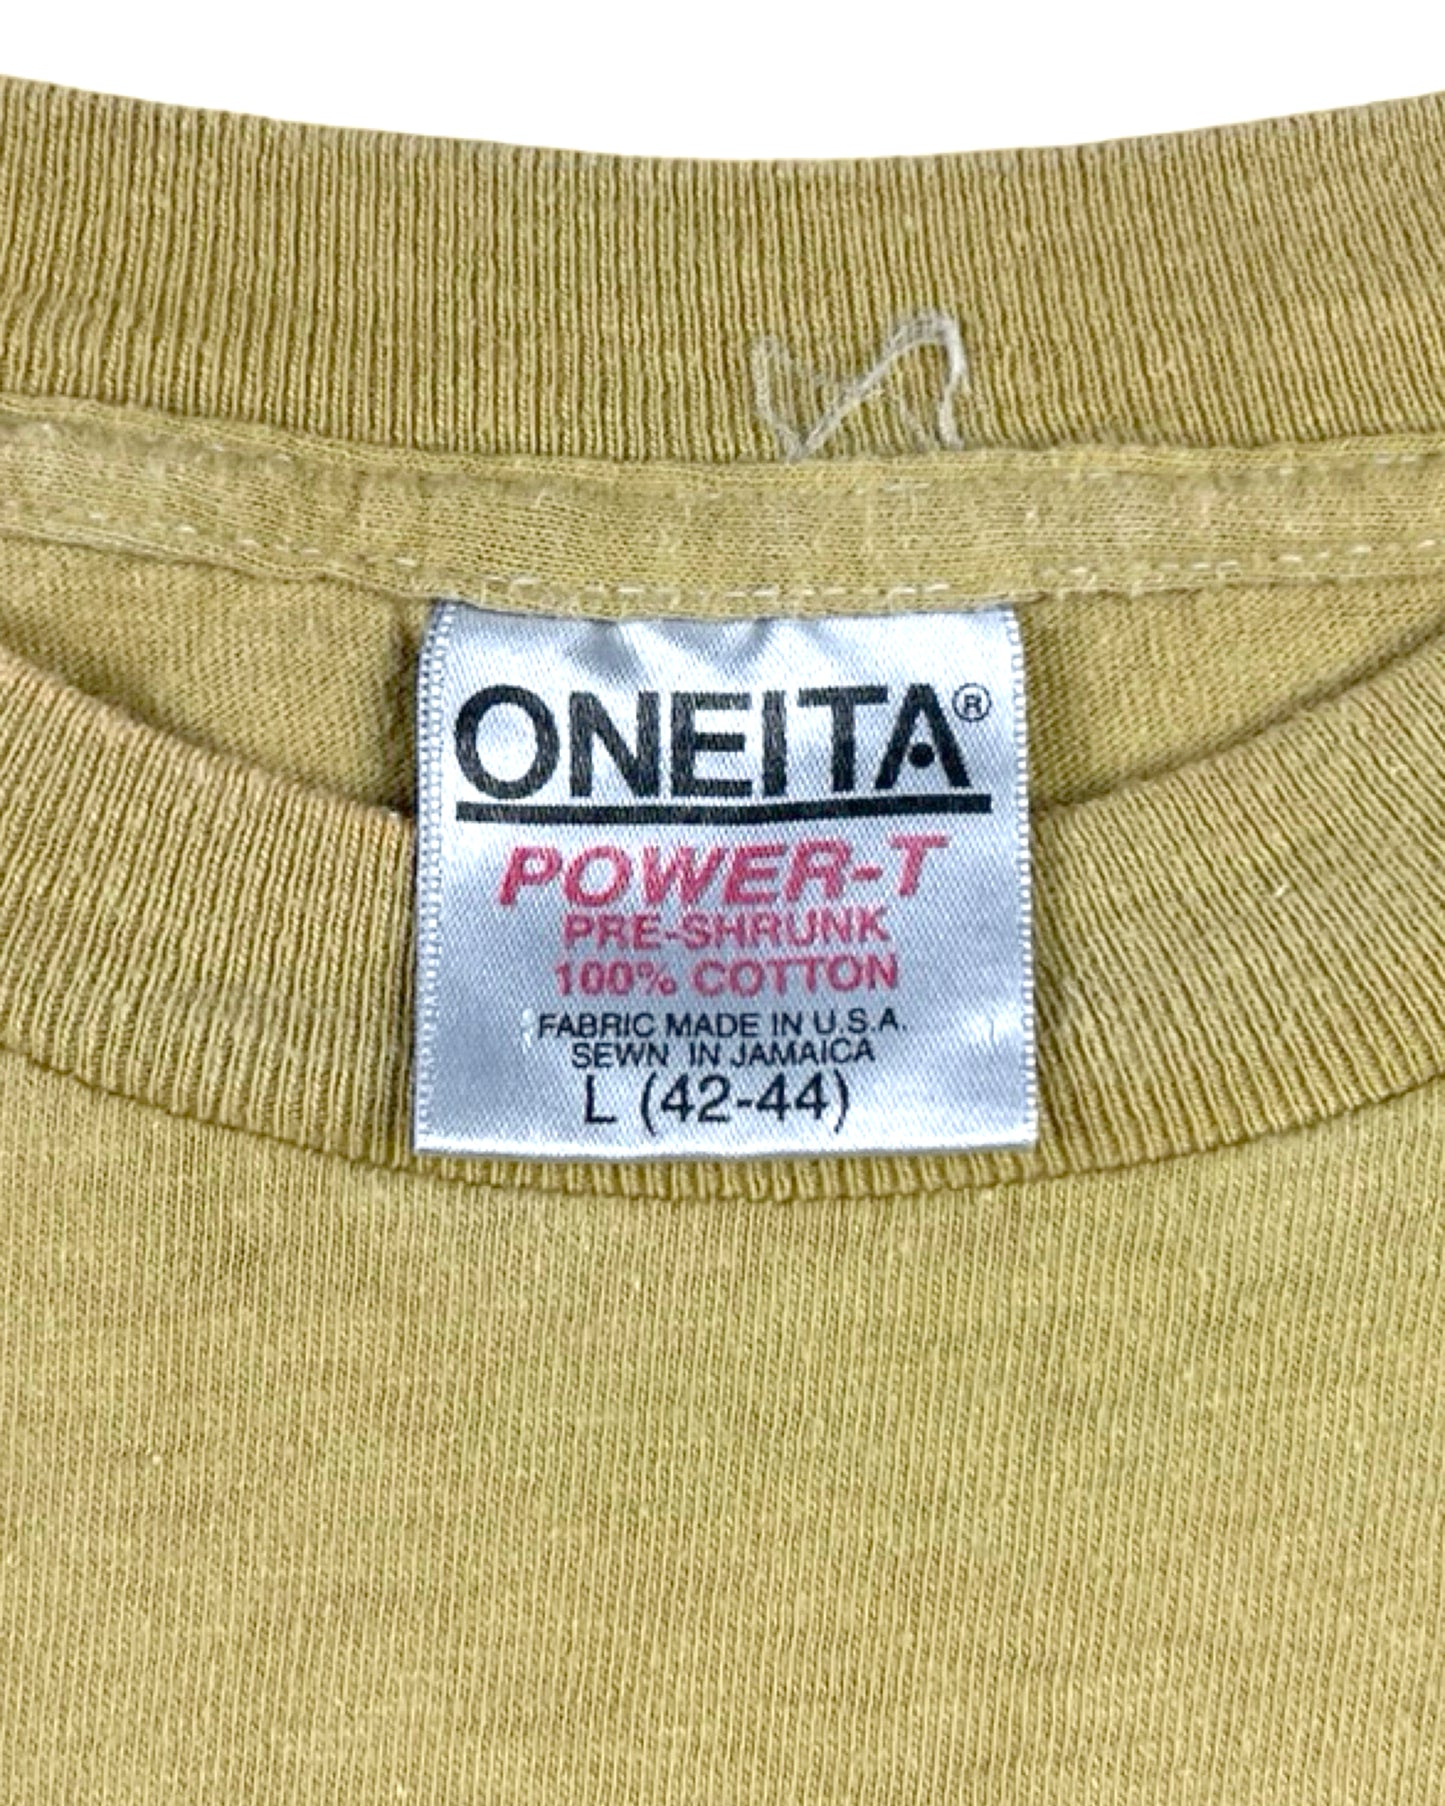 ONEITA®
POWER-T
PRE-SHRUNK
100% COTTON
FABRIC MADE IN U.S.A.
SEWN IN JAMAICA
L (42-44)